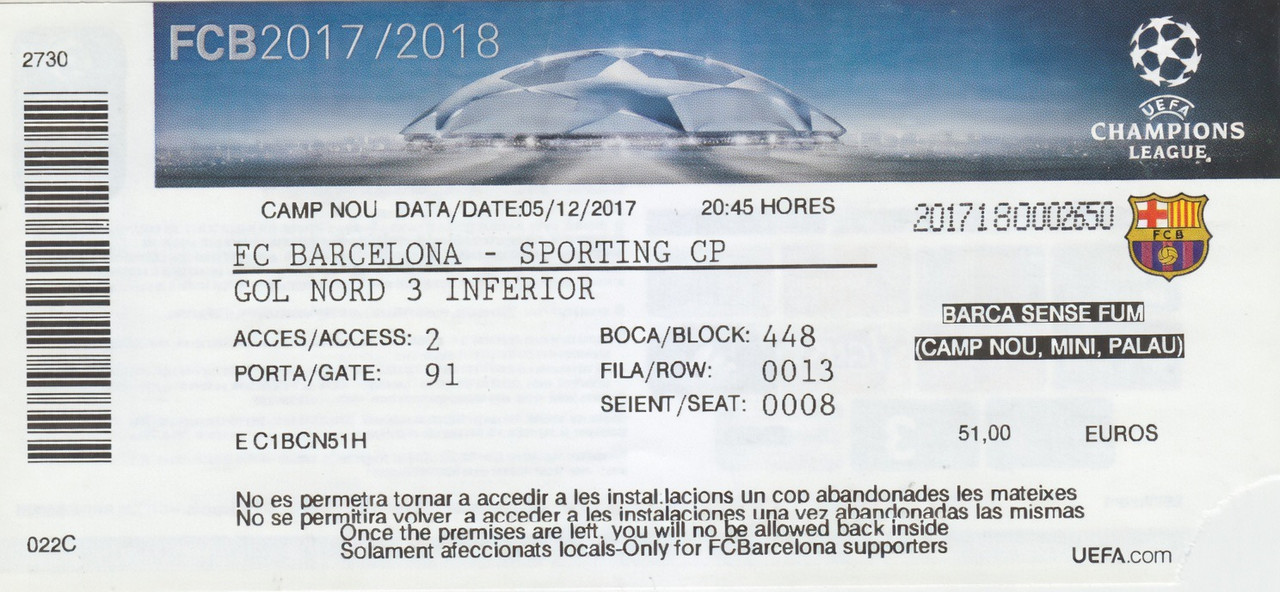 2730
FCB2017/2018
UEFA
CHAMPIONS
LEAGUE
CAMP NOU DATA/DATE:05/12/2017 20:45 HORES
2017180002650
FCB
FC BARCELONA - SPORTING CP
GOL NORD 3 INFERIOR
BARCA SENSE FUM
(CAMP NOU, MINI, PALAU)
ACCES/ACCESS: 2
BOCA/BLOCK: 448
PORTA/GATE: 91
FILA/ROW: 0013
SEIENT/SEAT: 0008
51,00 EUROS
E C1BCN51H
No es permetra tornar a accedir a les instal.lacions un cop abandonádes les mateixes
No se permitira volver a acceder a les instalaciones una vez abandonadas las mismas
Once the premises are left, you will no be allowed back inside
Solament afeccionats locals-Only for FCBarcelona supporters
022C
UEFA.com